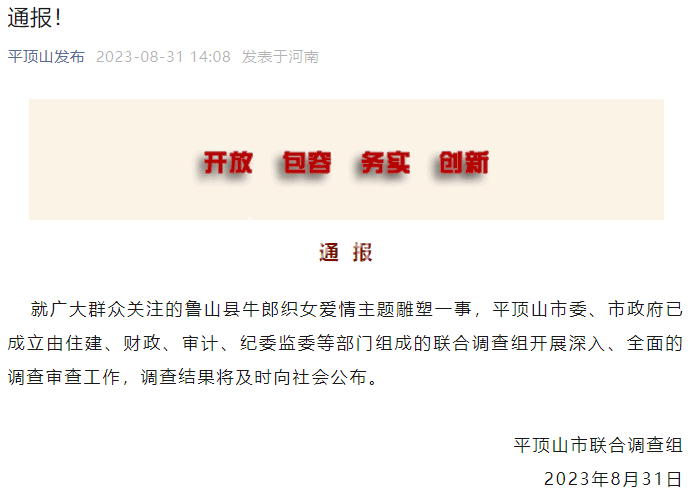 通报！
平顶山发布 2023-08-31 14:08 发表于河南
开放 包容 务实 创新
通 报
就广大群众关注的鲁山县牛郎织女爱情主题雕塑一事，平顶山市委、市政府已
成立由住建、财政、审计、纪委监委等部门组成的联合调查组开展深入、全面的
调查审查工作，调查结果将及时向社会公布。
平顶山市联合调查组
2023年8月31日